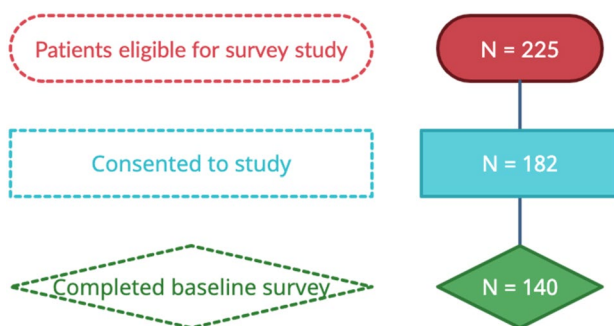 Patients eligible for survey study
N = 225
Consented to study
N = 182
Completed baseline survey
N = 140